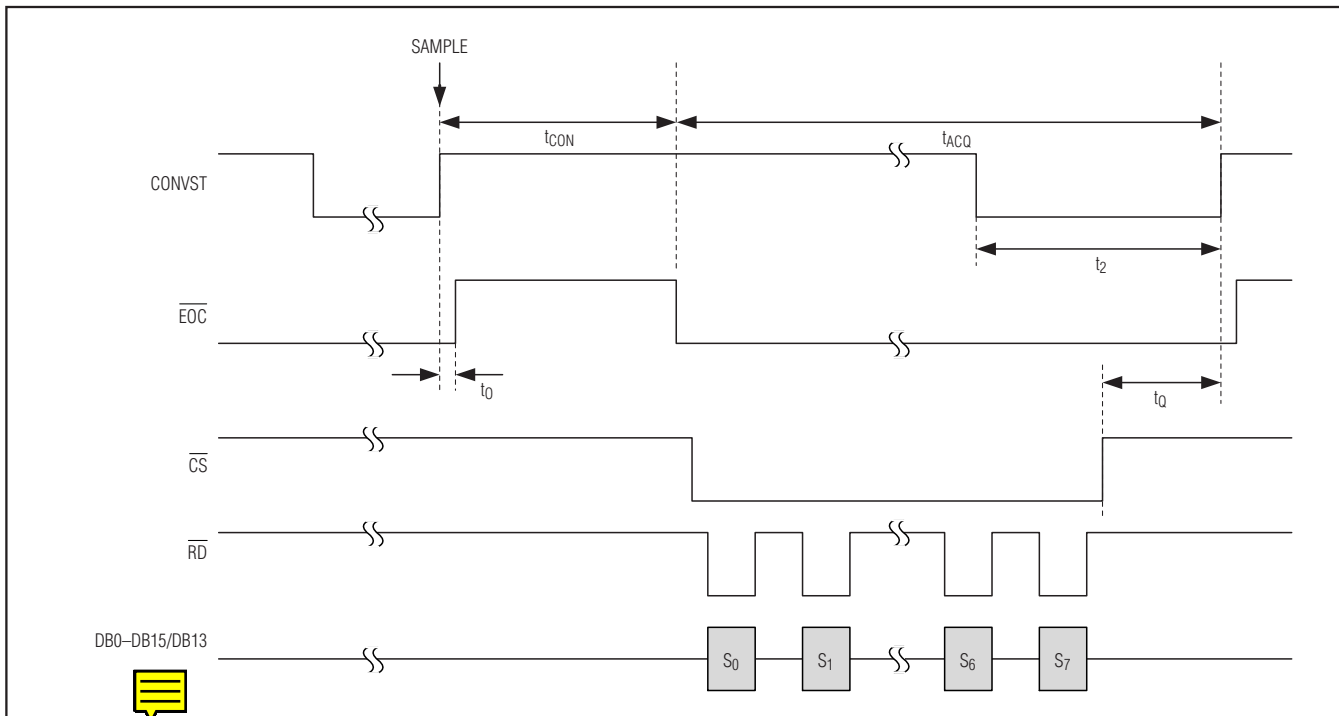 SAMPLE
tCON
tACQ
CONVST
t2
EOC
t0
tQ
CS
RD
DB0–DB15/DB13
S0
S1
S6
S7